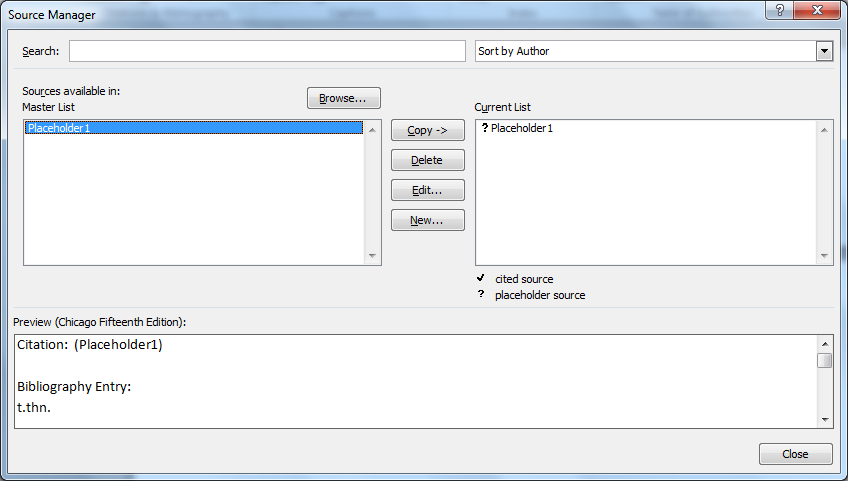 Source Manager
Search:
Sort by Author
Sources available in:
Master List
Browse...
Current List
Placeholder1
Copy ->
Delete
Edit...
New...
? Placeholder1
✓ cited source
? placeholder source
Preview (Chicago Fifteenth Edition):
Citation: (Placeholder1)
Bibliography Entry:
t.thn.
Close